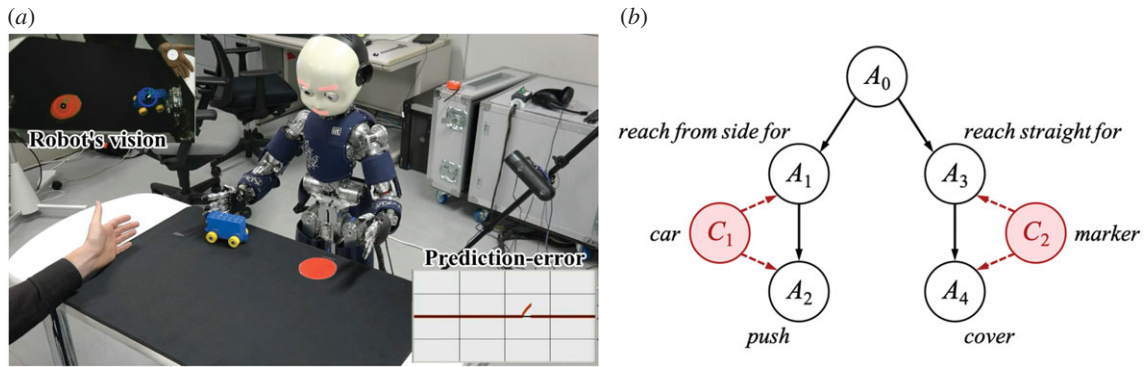 (a)
(b)
Robot's vision
Prediction-error
A0
reach from side for
reach straight for
A1
A3
car
C1
C2
marker
A2
A4
push
cover